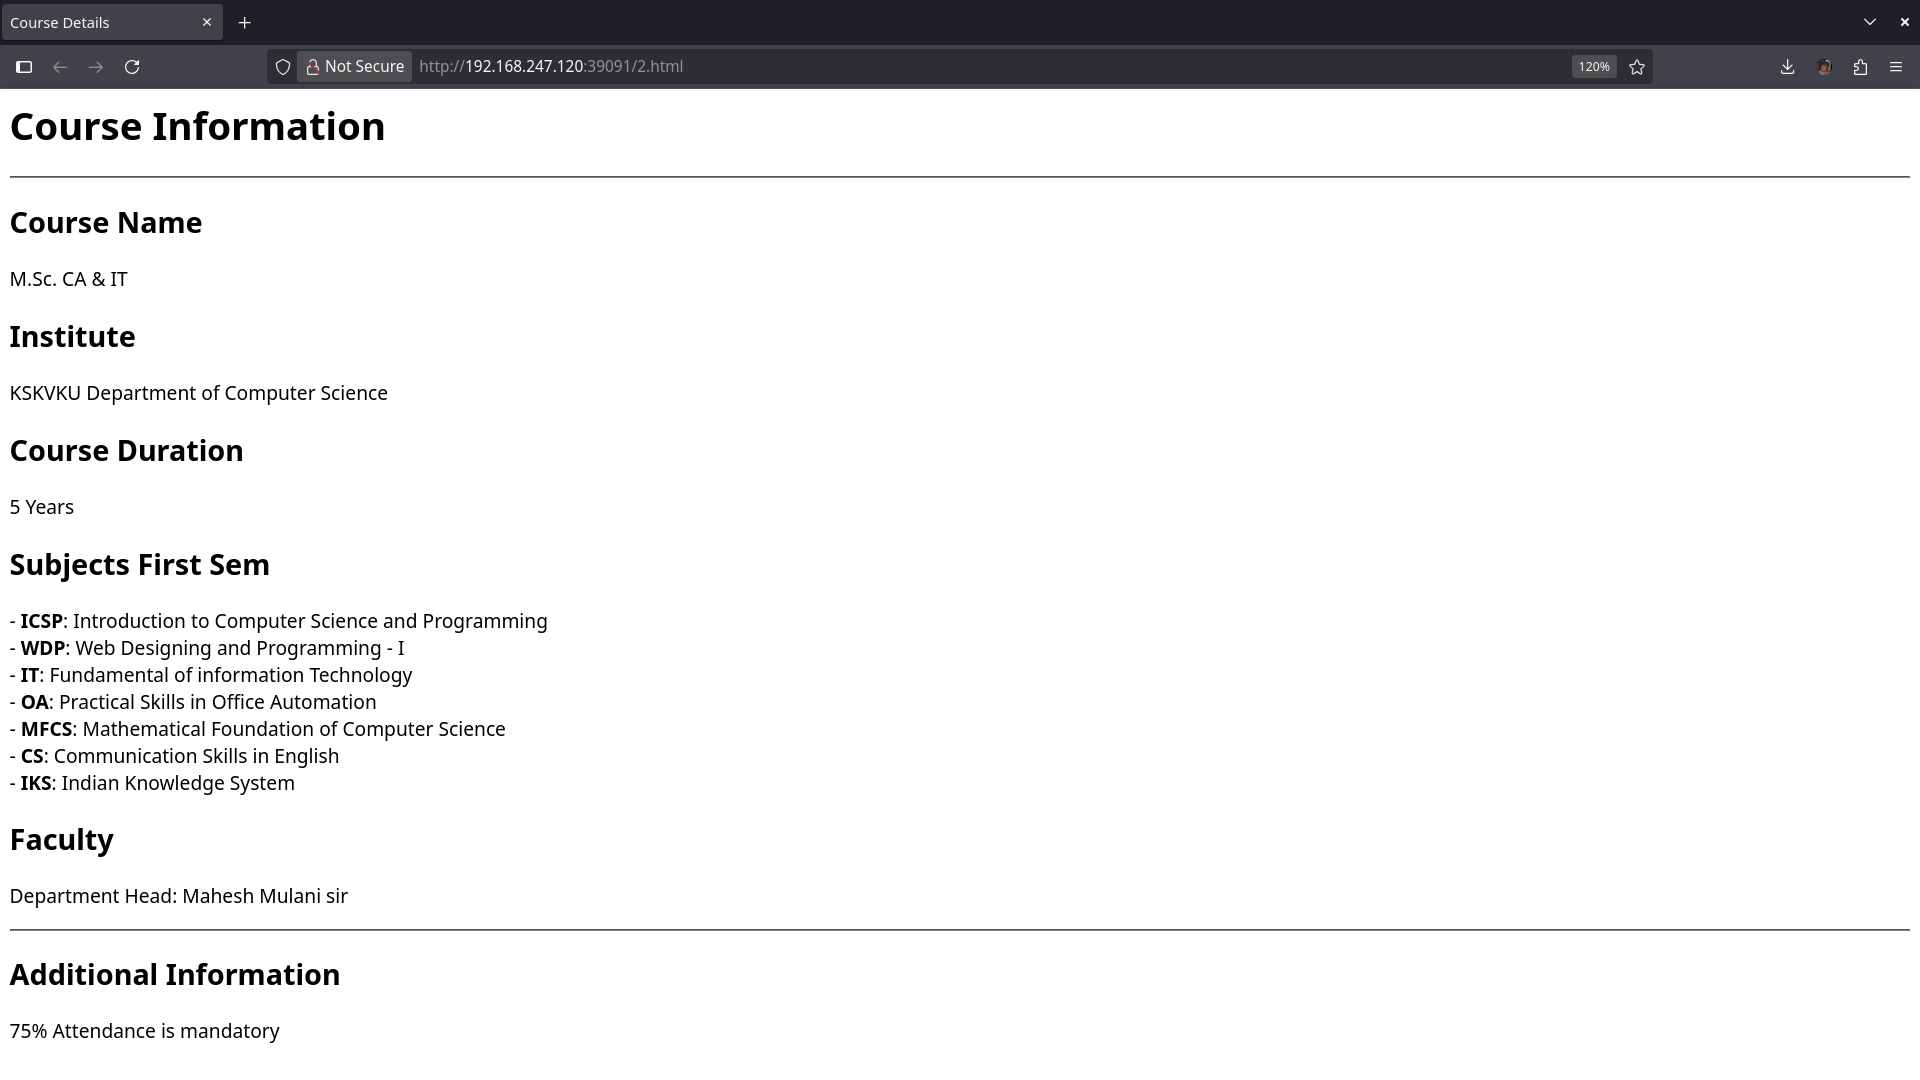 Course Details
Not Secure http://192.168.247.120:39091/2.html 120%
Course Information
Course Name
M.Sc. CA & IT
Institute
KSKVKU Department of Computer Science
Course Duration
5 Years
Subjects First Sem
- ICSP: Introduction to Computer Science and Programming
- WDP: Web Designing and Programming - I
- IT: Fundamental of information Technology
- OA: Practical Skills in Office Automation
- MFCS: Mathematical Foundation of Computer Science
- CS: Communication Skills in English
- IKS: Indian Knowledge System
Faculty
Department Head: Mahesh Mulani sir
Additional Information
75% Attendance is mandatory